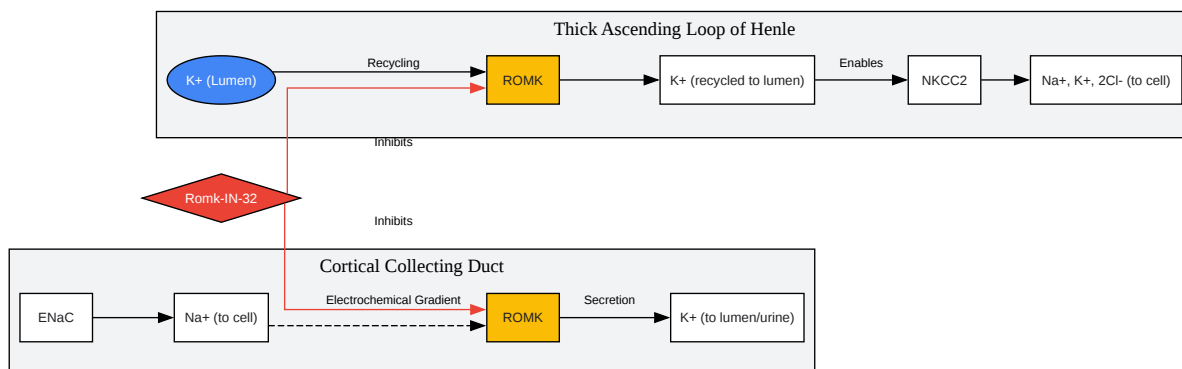 Thick Ascending Loop of Henle
K+ (Lumen)
Recycling
ROMK
K+ (recycled to lumen)
Enables
NKCC2
Na+, K+, 2Cl- (to cell)
Inhibits
Romk-IN-32
Inhibits
Cortical Collecting Duct
ENaC
Na+ (to cell)
Electrochemical Gradient
ROMK
Secretion
K+ (to lumen/urine)